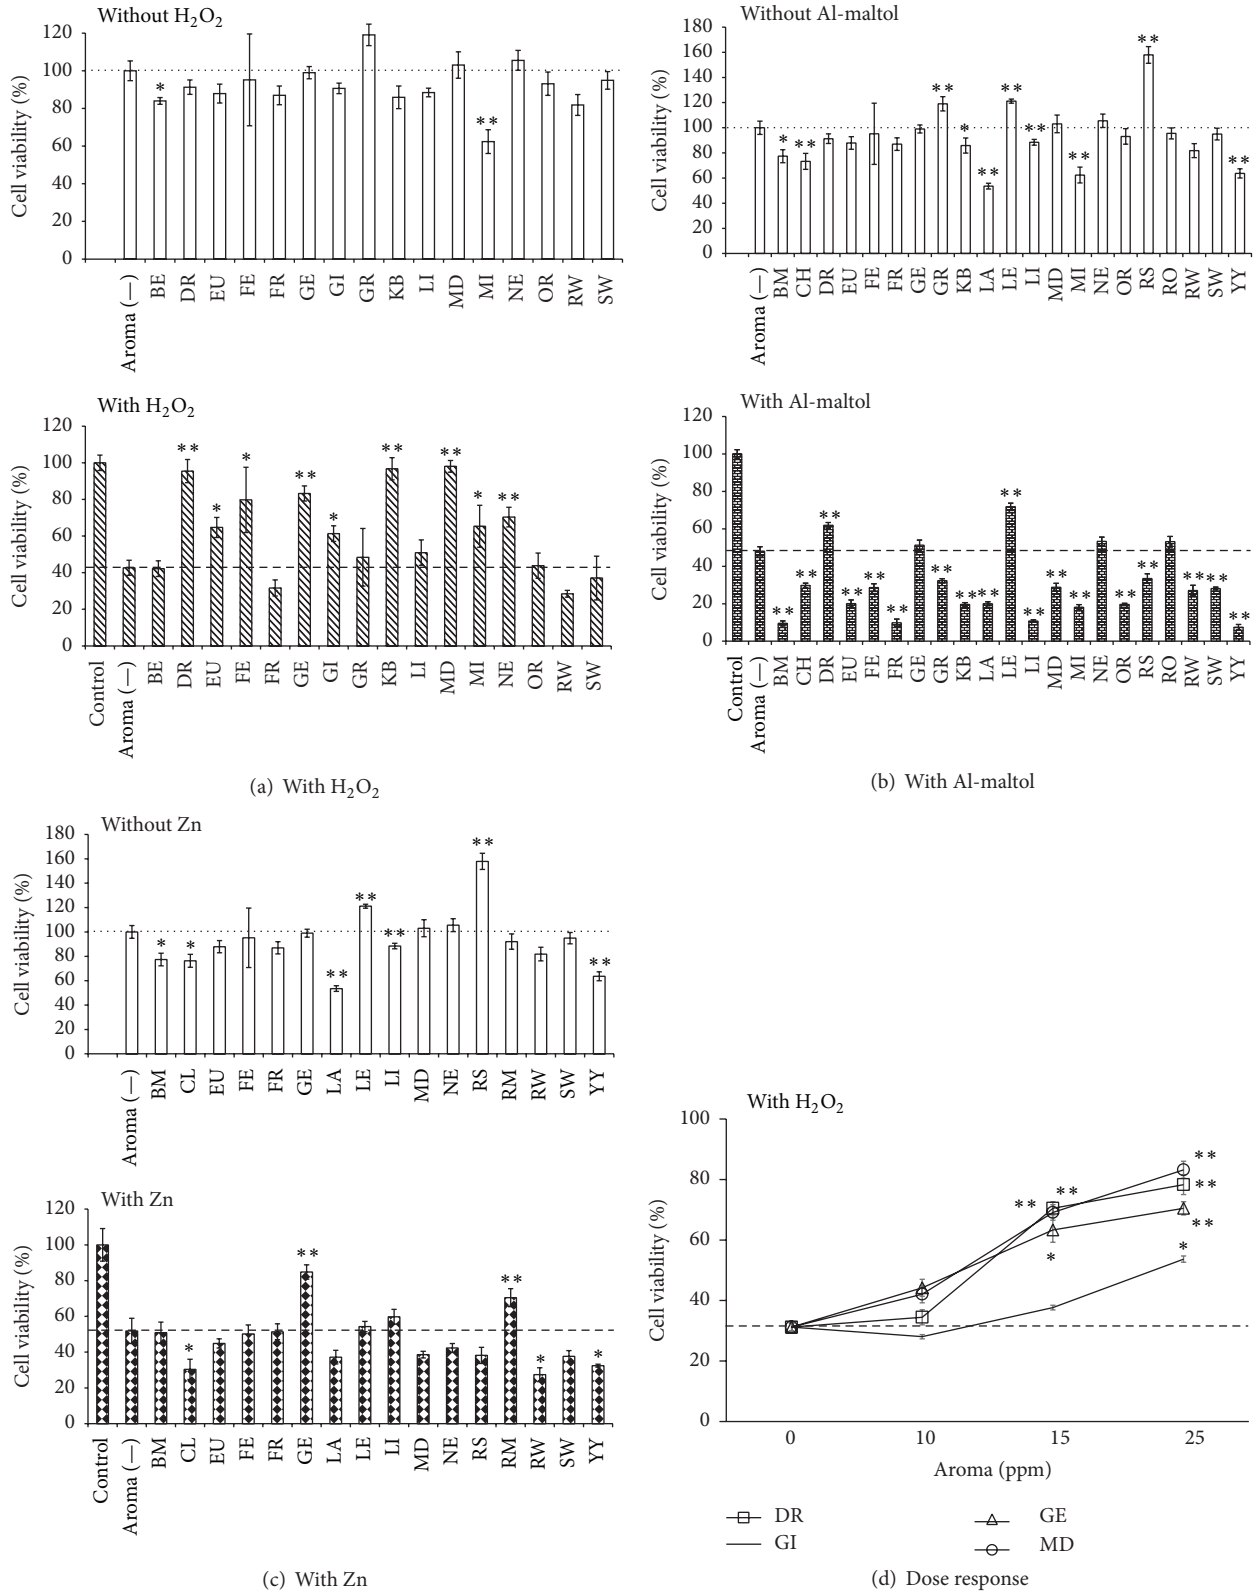 Without H₂O₂
Cell viability (%)
120
100
80
60
40
20
0
*
**
Aroma (—) BE DR EU FE FR GE GI GR KB LI MD MI NE OR RW SW
With H₂O₂
Cell viability (%)
120
100
80
60
40
20
0
** * * ** * ** ** * **
Control Aroma (—) BE DR EU FE FR GE GI GR KB LI MD MI NE OR RW SW
(a) With H₂O₂
Without Al-maltol
Cell viability (%)
180
160
140
120
100
80
60
40
20
0
* ** ** * ** ** ** ** ** **
Aroma (—) BM CH DR EU FE FR GE GR KB LA LE LI MD MI NE OR RS RO RW SW YY
With Al-maltol
Cell viability (%)
120
100
80
60
40
20
0
** ** ** ** ** ** ** ** ** ** ** ** ** ** ** ** ** **
Control Aroma (—) BM CH DR EU FE FR GE GR KB LA LE LI MD MI NE OR RS RO RW SW YY
(b) With Al-maltol
Without Zn
Cell viability (%)
180
160
140
120
100
80
60
40
20
0
* * ** ** ** ** **
Aroma (—) BM CL EU FE FR GE LA LE LI MD NE RS RM RW SW YY
With Zn
Cell viability (%)
120
100
80
60
40
20
0
* ** ** * *
Control Aroma (—) BM CL EU FE FR GE LA LE LI MD NE RS RM RW SW YY
(c) With Zn
With H₂O₂
Cell viability (%)
100
80
60
40
20
0
** ** * ** ** ** *
0 10 15 25
Aroma (ppm)
DR GE
GI MD
(d) Dose response